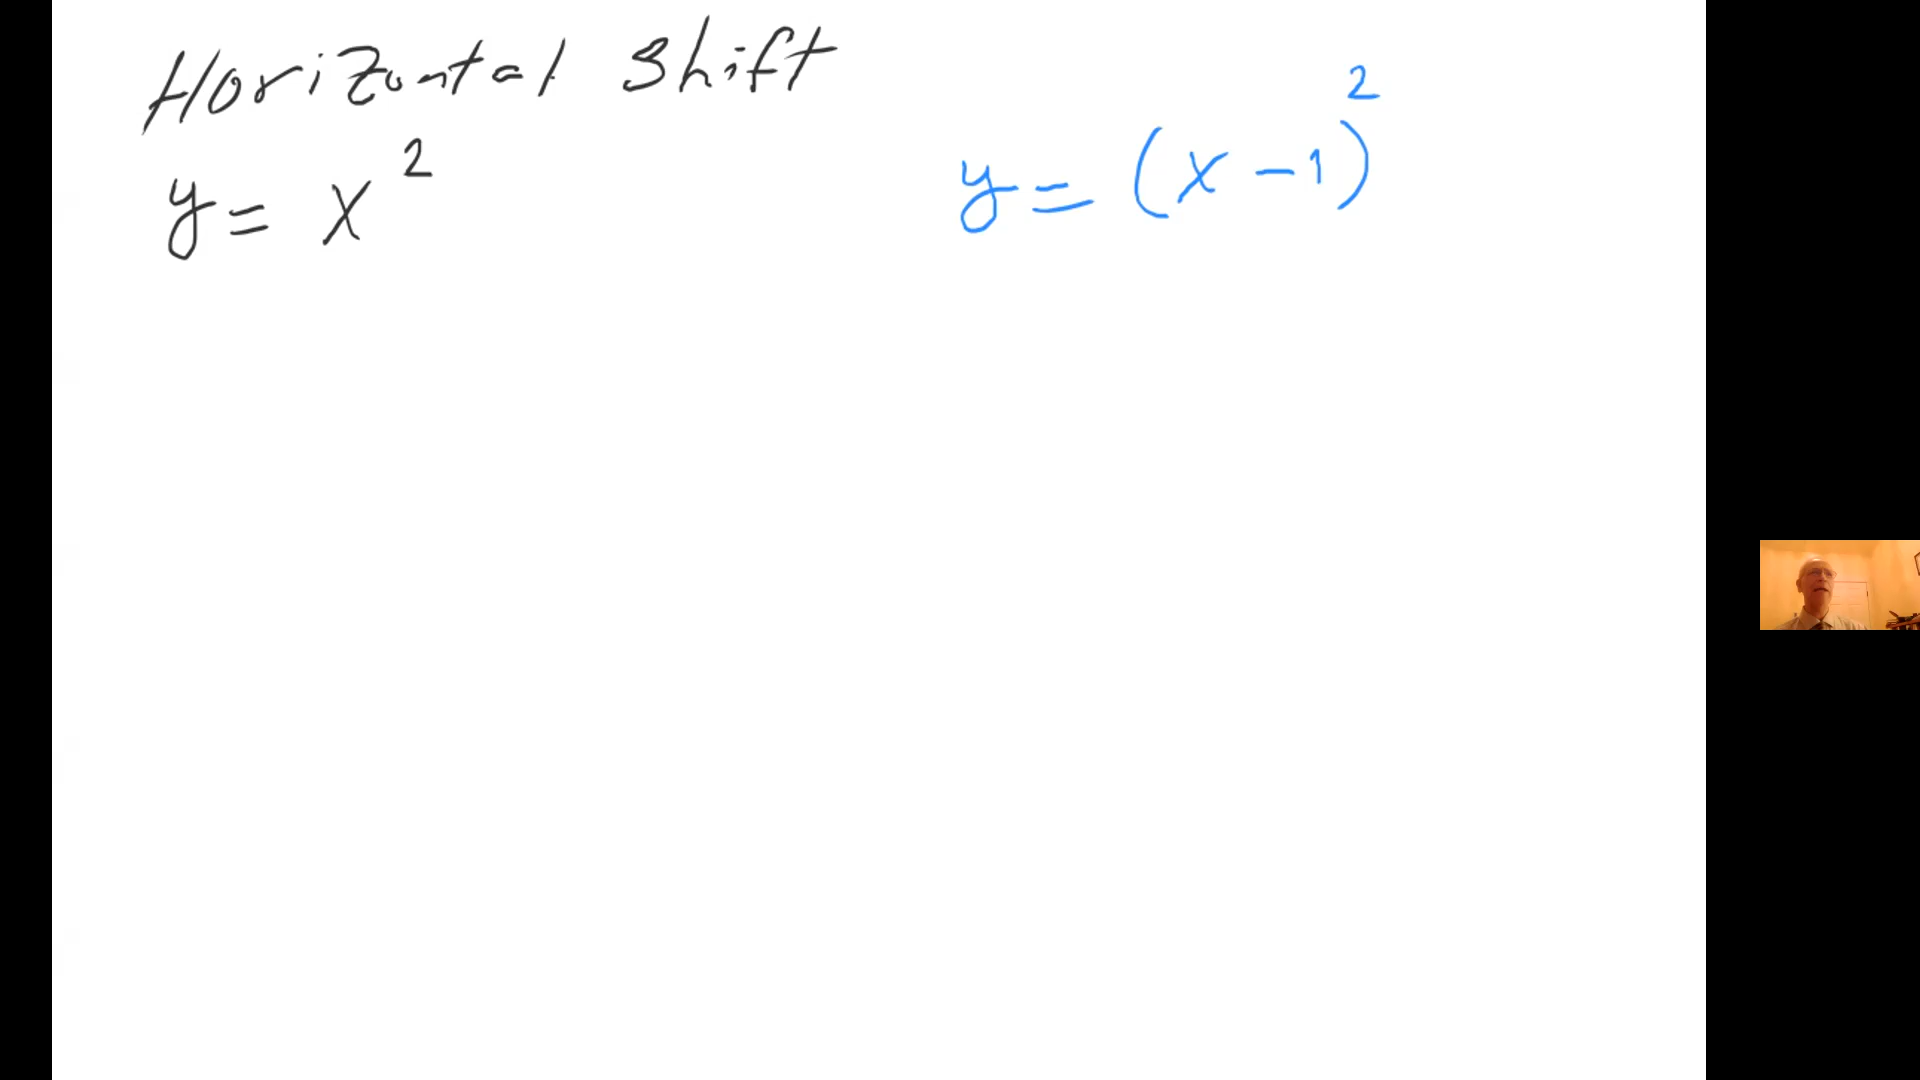 Horizontal Shift
y = x²
y = (x - 1)²